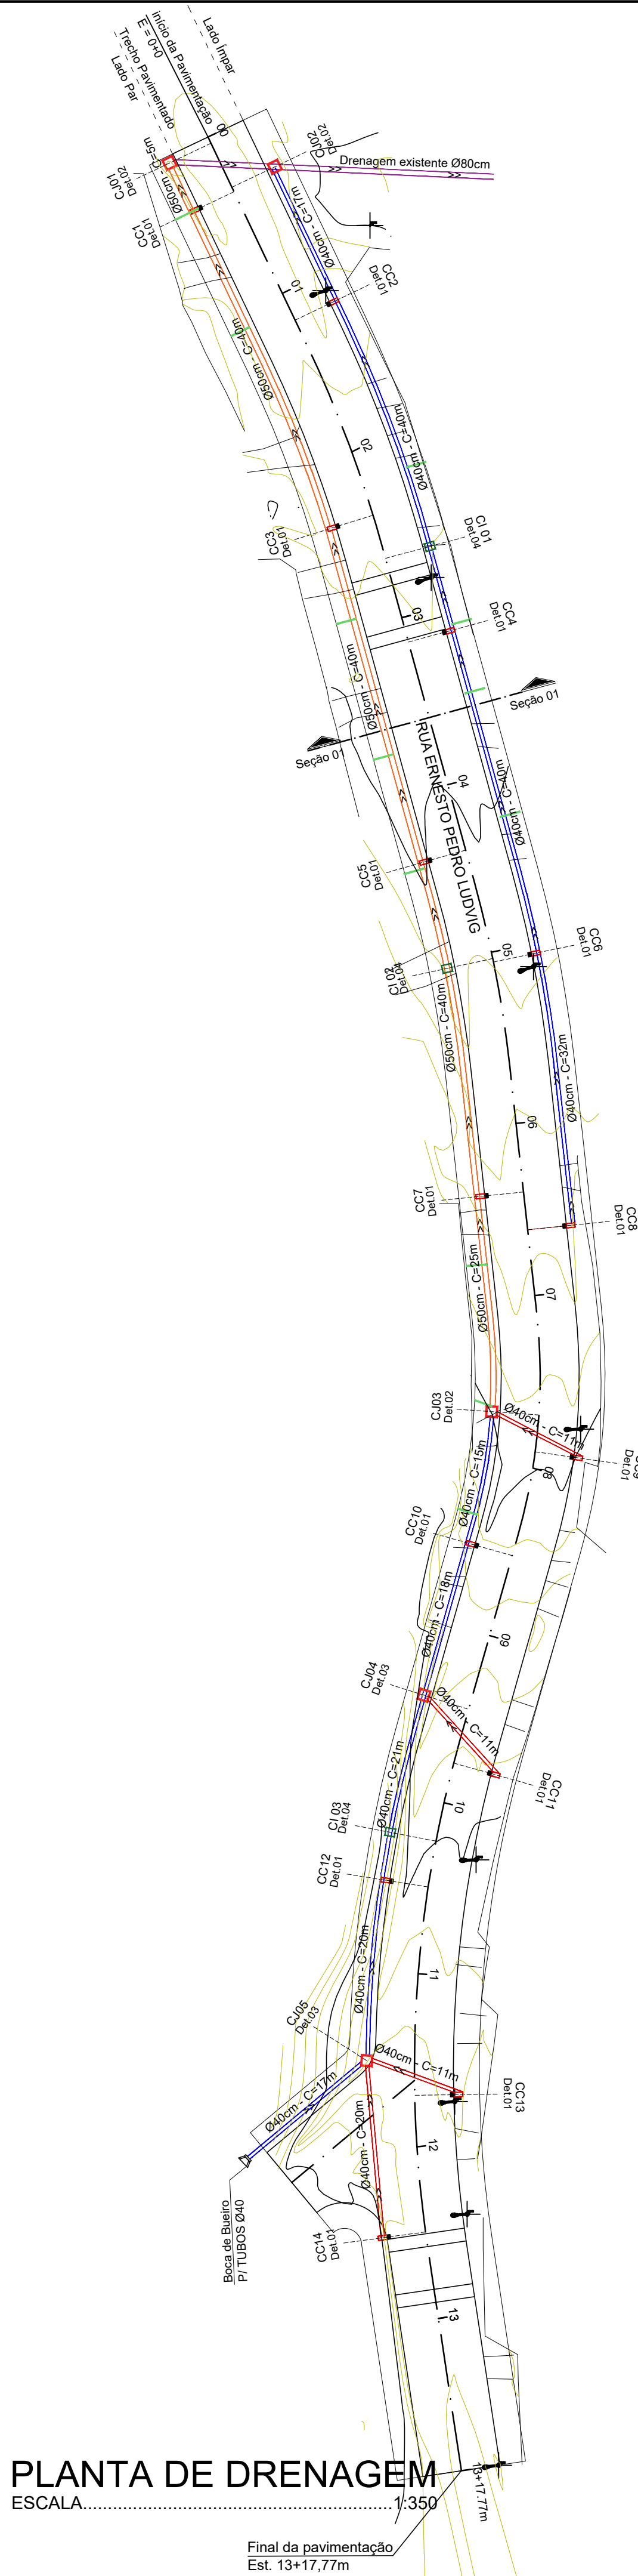 Lado Ímpar
início da Pavimentação
E = 0+0
Trecho Pavimentado
Lado Par
00
CJ02
Det.02
Drenagem existente Ø80cm
CJ01
Det.02
Ø50cm - C=5m
CC1
Det.01
Ø40cm - C=17m
01
CC2
Det.01
Ø50cm - C=40m
02
Ø40cm - C=40m
CC3
Det.01
CI 01
Det.04
03
CC4
Det.01
Ø50cm - C=40m
Seção 01
Seção 01
RUA ERNESTO PEDRO LUDVIG
04
Ø40cm - C=40m
CC5
Det.01
05
CC6
Det.01
CI 02
Det.04
Ø50cm - C=40m
Ø40cm - C=32m
06
CC7
Det.01
CC8
Det.01
Ø50cm - C=25m
07
CJ03
Det.02
Ø40cm - C=11m
08
Det.01
Ø40cm - C=15m
CC10
Det.01
Ø40cm - C=18m
09
CJ04
Det.03
Ø40cm - C=11m
CC11
Det.01
Ø40cm - C=21m
10
CI 03
Det.04
CC12
Det.01
Ø40cm - C=20m
11
CJ05
Det.03
Ø40cm - C=11m
CC13
Det.01
Ø40cm - C=17m
Ø40cm - C=20m
12
Boca de Bueiro
P/ TUBOS Ø40
CC14
Det.01
13
13+17.77m
PLANTA DE DRENAGEM
ESCALA...............................................................1:350
Final da pavimentação
Est. 13+17,77m